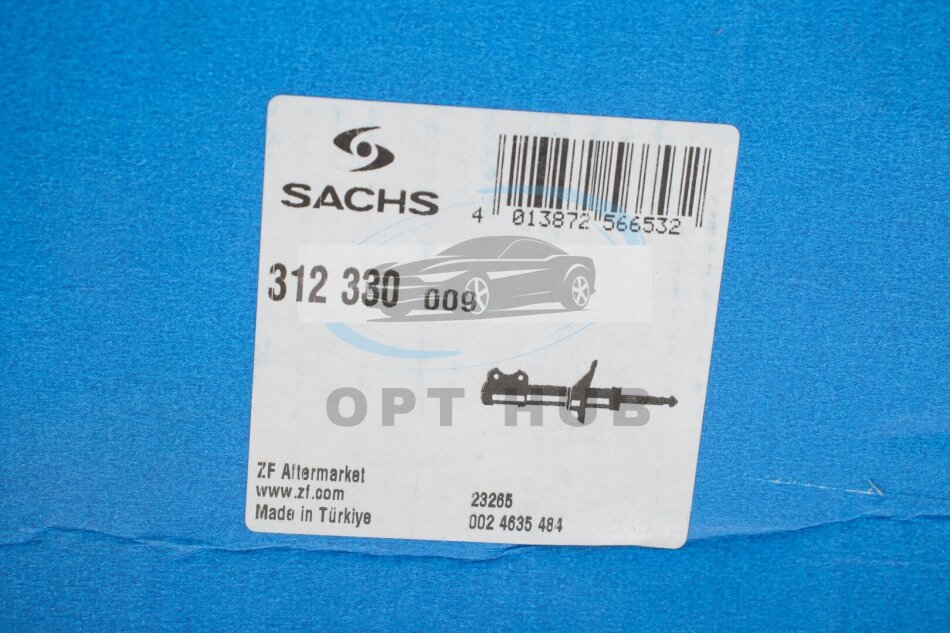 SACHS
4 013872 566532
312 330 009
OPT HUB
ZF Aftermarket
www.zf.com
Made in Türkiye
23265
002 4635 484